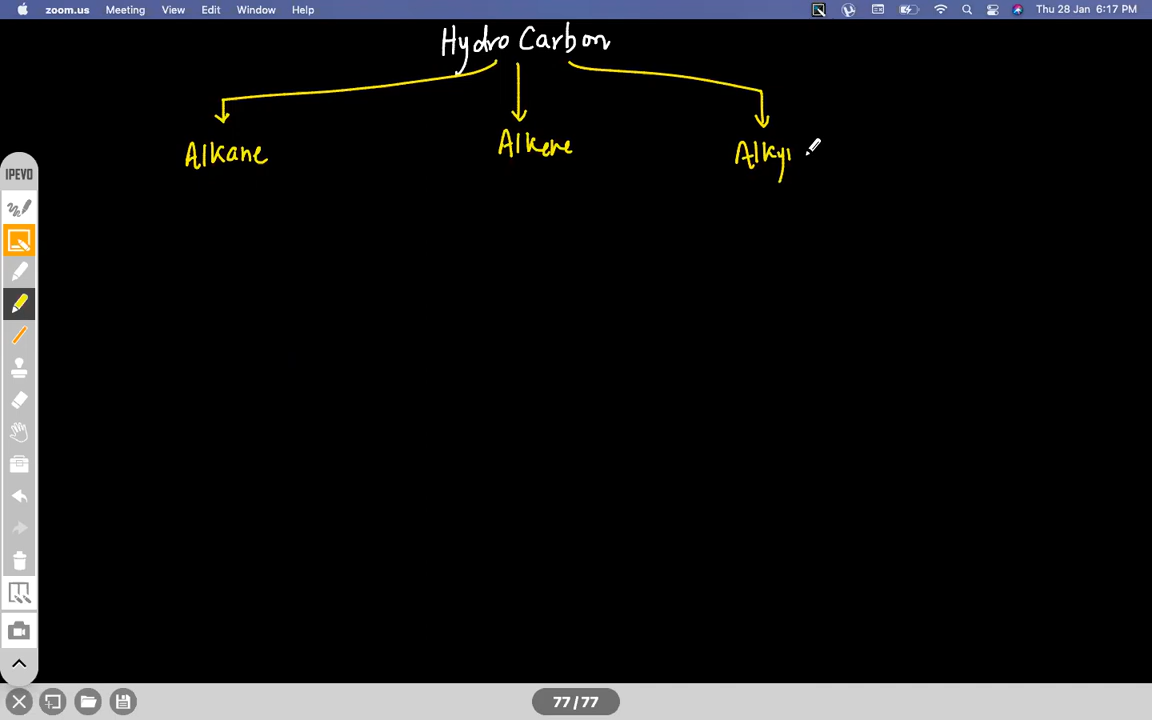 zoom.us Meeting View Edit Window Help Thu 28 Jan 6:17 PM
Hydro Carbon
Alkane Alkene Alkyn
IPEVO
77/77